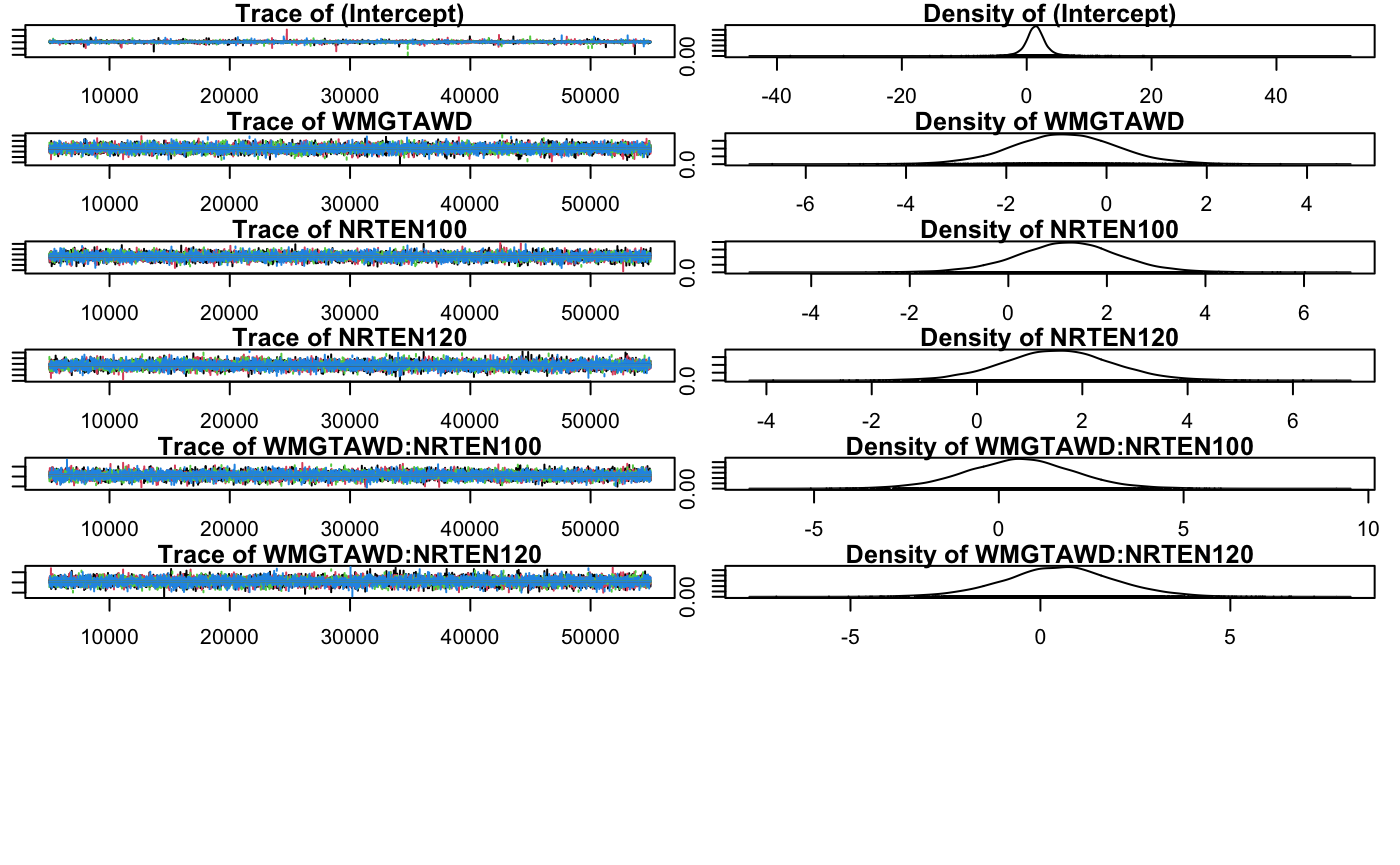 Trace of (Intercept) Density of (Intercept)
0.00
10000 20000 30000 40000 50000 -40 -20 0 20 40
Trace of WMGTAWD Density of WMGTAWD
0.0
10000 20000 30000 40000 50000 -6 -4 -2 0 2 4
Trace of NRTEN100 Density of NRTEN100
0.0
10000 20000 30000 40000 50000 -4 -2 0 2 4 6
Trace of NRTEN120 Density of NRTEN120
0.0
10000 20000 30000 40000 50000 -4 -2 0 2 4 6
Trace of WMGTAWD:NRTEN100 Density of WMGTAWD:NRTEN100
0.00
10000 20000 30000 40000 50000 -5 0 5 10
Trace of WMGTAWD:NRTEN120 Density of WMGTAWD:NRTEN120
0.00
10000 20000 30000 40000 50000 -5 0 5